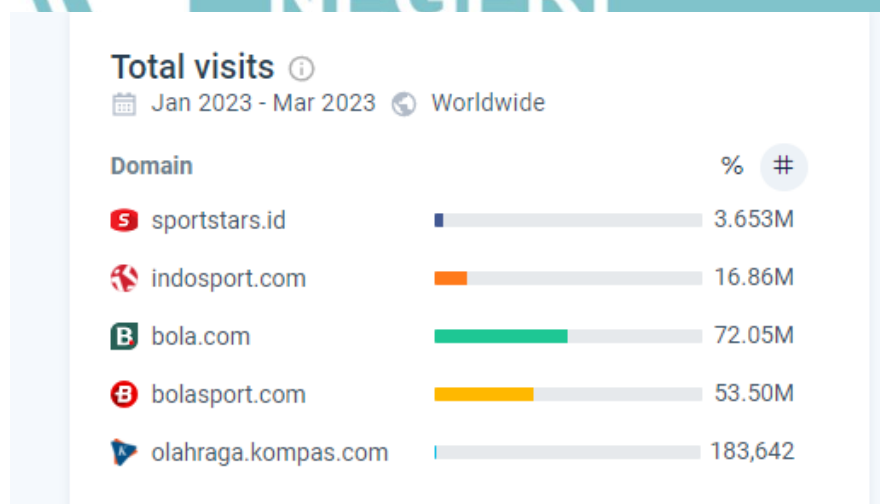 Total visits
Jan 2023 - Mar 2023 Worldwide
Domain % #
sportstars.id 3.653M
indosport.com 16.86M
bola.com 72.05M
bolasport.com 53.50M
olahraga.kompas.com 183,642